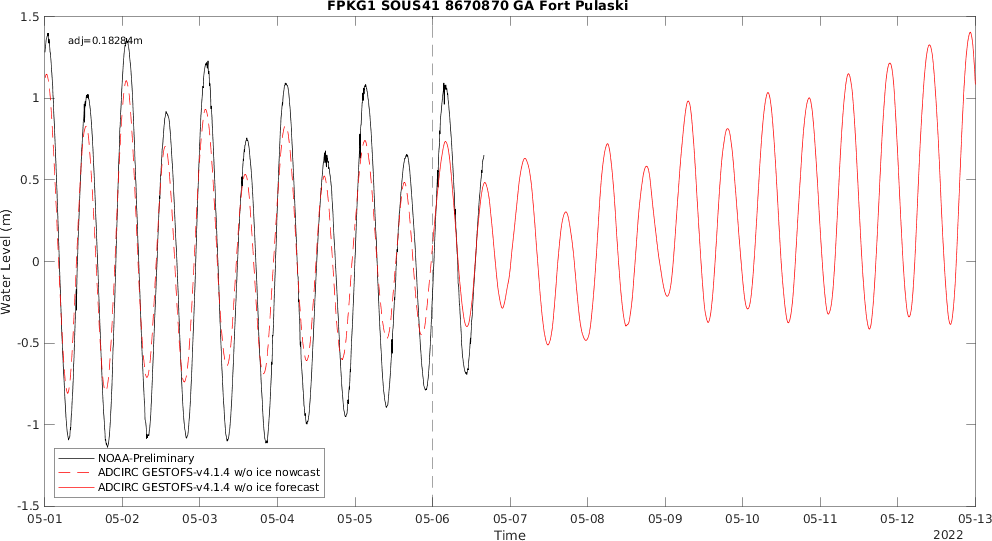 FPKG1 SOUS41 8670870 GA Fort Pulaski
adj=0.18284m
1.5
1
0.5
0
-0.5
-1
-1.5
Water Level (m)
NOAA-Preliminary
ADCIRC GESTOFS-v4.1.4 w/o ice nowcast
ADCIRC GESTOFS-v4.1.4 w/o ice forecast
05-01 05-02 05-03 05-04 05-05 05-06 05-07 05-08 05-09 05-10 05-11 05-12 05-13
Time
2022